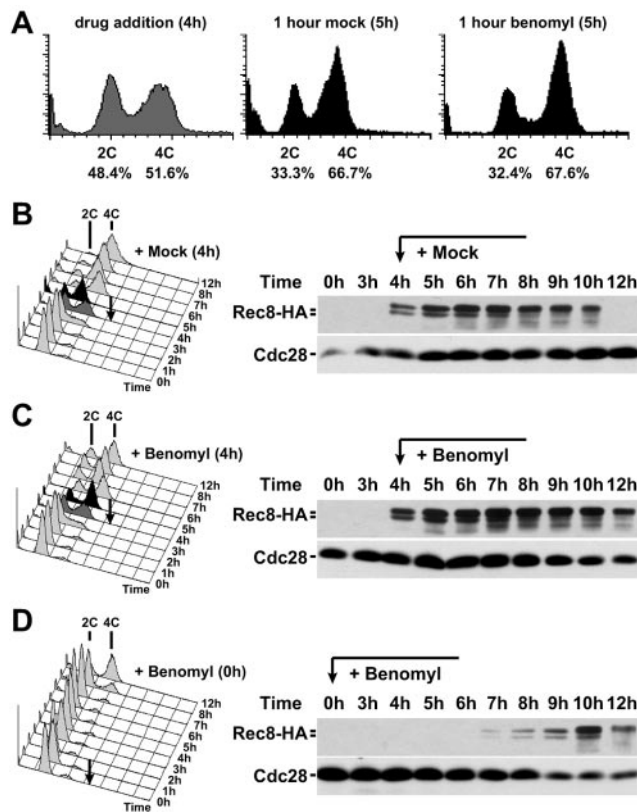 A
drug addition (4h)
1 hour mock (5h)
1 hour benomyl (5h)
2C 4C
48.4% 51.6%
2C 4C
33.3% 66.7%
2C 4C
32.4% 67.6%
B
2C 4C
+ Mock (4h)
12h
8h
7h
6h
5h
4h
3h
2h
1h
0h
Time
+ Mock
Time 0h 3h 4h 5h 6h 7h 8h 9h 10h 12h
Rec8-HA
Cdc28
C
2C 4C
+ Benomyl (4h)
12h
8h
7h
6h
5h
4h
3h
2h
1h
0h
Time
+ Benomyl
Time 0h 3h 4h 5h 6h 7h 8h 9h 10h 12h
Rec8-HA
Cdc28
D
2C 4C
+ Benomyl (0h)
12h
8h
7h
6h
5h
4h
3h
2h
1h
0h
Time
+ Benomyl
Time 0h 3h 4h 5h 6h 7h 8h 9h 10h 12h
Rec8-HA
Cdc28